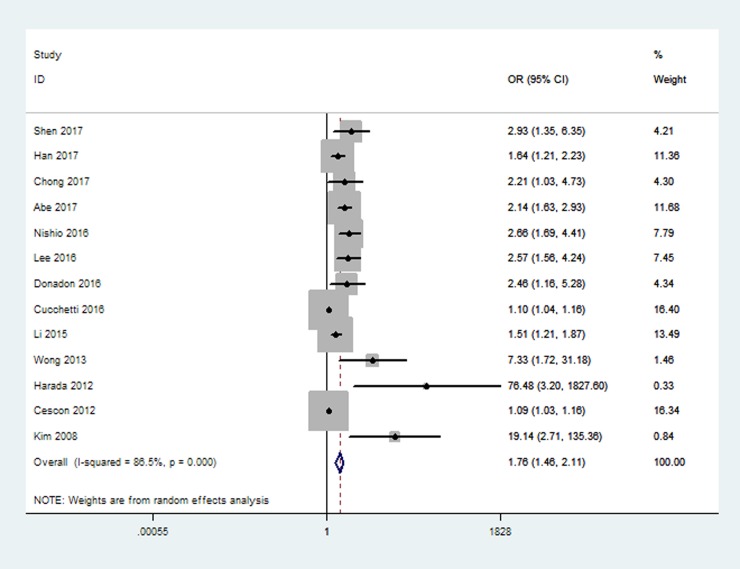 Study %
ID OR (95% CI) Weight
Shen 2017 2.93 (1.35, 6.35) 4.21
Han 2017 1.64 (1.21, 2.23) 11.36
Chong 2017 2.21 (1.03, 4.73) 4.30
Abe 2017 2.14 (1.63, 2.93) 11.68
Nishio 2016 2.66 (1.69, 4.41) 7.79
Lee 2016 2.57 (1.56, 4.24) 7.45
Donadon 2016 2.46 (1.16, 5.28) 4.34
Cucchetti 2016 1.10 (1.04, 1.16) 16.40
Li 2015 1.51 (1.21, 1.87) 13.49
Wong 2013 7.33 (1.72, 31.18) 1.46
Harada 2012 76.48 (3.20, 1827.60) 0.33
Cescon 2012 1.09 (1.03, 1.16) 16.34
Kim 2008 19.14 (2.71, 135.36) 0.84
Overall (I-squared = 86.5%, p = 0.000) 1.76 (1.46, 2.11) 100.00
NOTE: Weights are from random effects analysis
.00055 1 1828